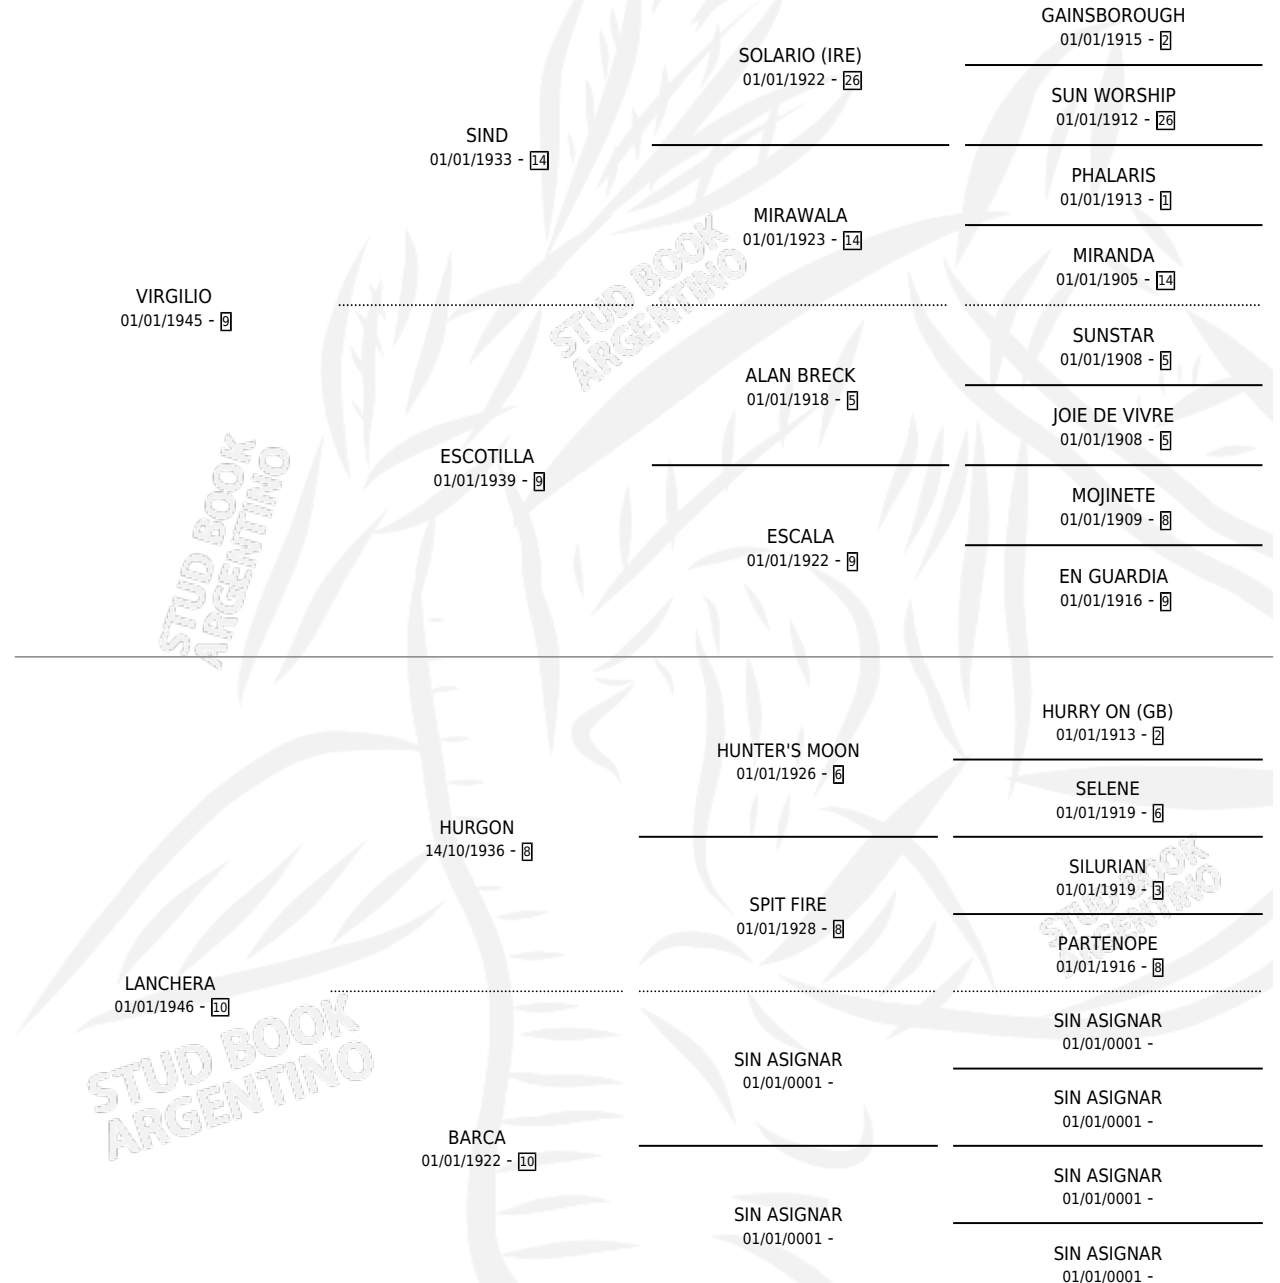 GAINSBOROUGH
01/01/1915 - 2
SOLARIO (IRE)
01/01/1922 - 26
SUN WORSHIP
01/01/1912 - 26
SIND
01/01/1933 - 14
PHALARIS
01/01/1913 - 1
MIRAWALA
01/01/1923 - 14
MIRANDA
01/01/1905 - 14
VIRGILIO
01/01/1945 - 9
SUNSTAR
01/01/1908 - 5
ALAN BRECK
01/01/1918 - 5
JOIE DE VIVRE
01/01/1908 - 5
ESCOTILLA
01/01/1939 - 9
MOJINETE
01/01/1909 - 8
ESCALA
01/01/1922 - 9
EN GUARDIA
01/01/1916 - 9
HURRY ON (GB)
01/01/1913 - 2
HUNTER'S MOON
01/01/1926 - 6
SELENE
01/01/1919 - 6
HURGON
14/10/1936 - 8
SILURIAN
01/01/1919 - 3
SPIT FIRE
01/01/1928 - 8
PARTENOPE
01/01/1916 - 8
LANCHERA
01/01/1946 - 10
SIN ASIGNAR
01/01/0001 -
SIN ASIGNAR
01/01/0001 -
SIN ASIGNAR
01/01/0001 -
BARCA
01/01/1922 - 10
SIN ASIGNAR
01/01/0001 -
SIN ASIGNAR
01/01/0001 -
SIN ASIGNAR
01/01/0001 -
STUD BOOK
ARGENTINO
STUD BOOK
ARGENTINO
STUD BOOK
ARGENTINO
STUD BOOK
ARGENTINO